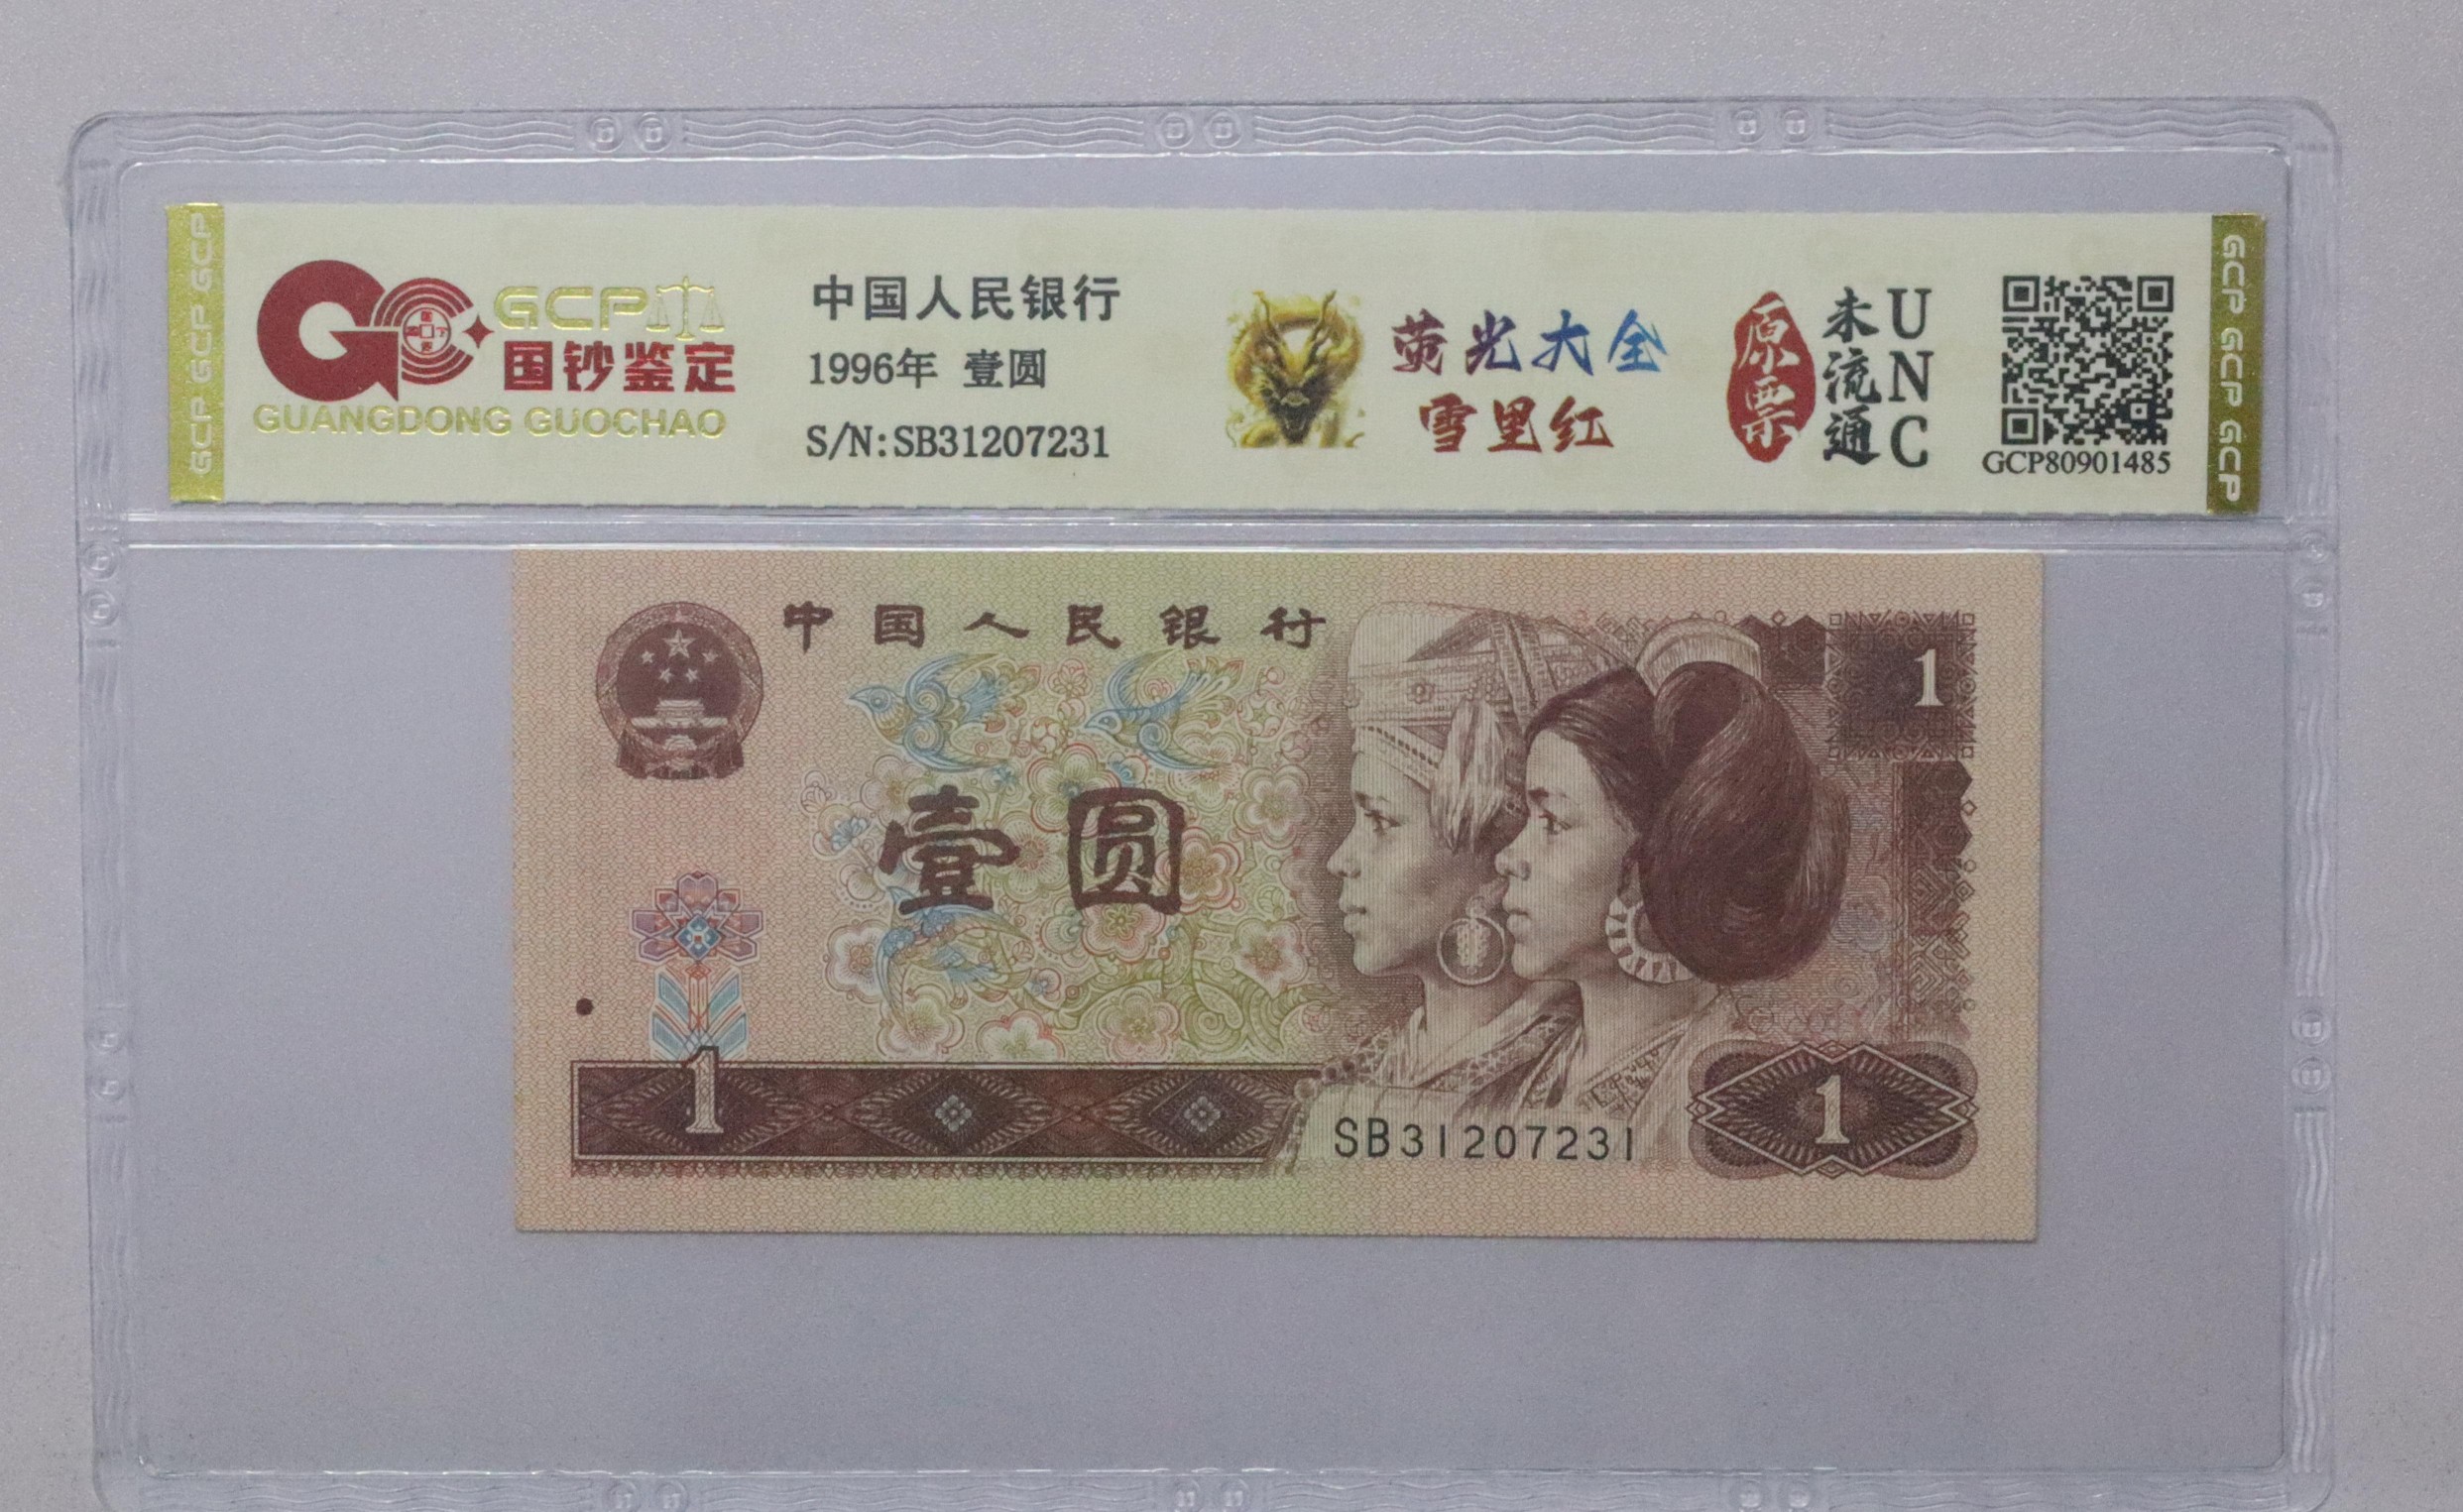 GCP GCP GCP
GCP
国钞鉴定
GUANGDONG GUOCHAO
中国人民银行
1996年 壹圆
S/N:SB31207231
荧光大全
雪里红
原票
未流通
UNC
GCP80901485
GCP GCP GCP
中国人民银行
1
壹圆
1
SB31207231
1